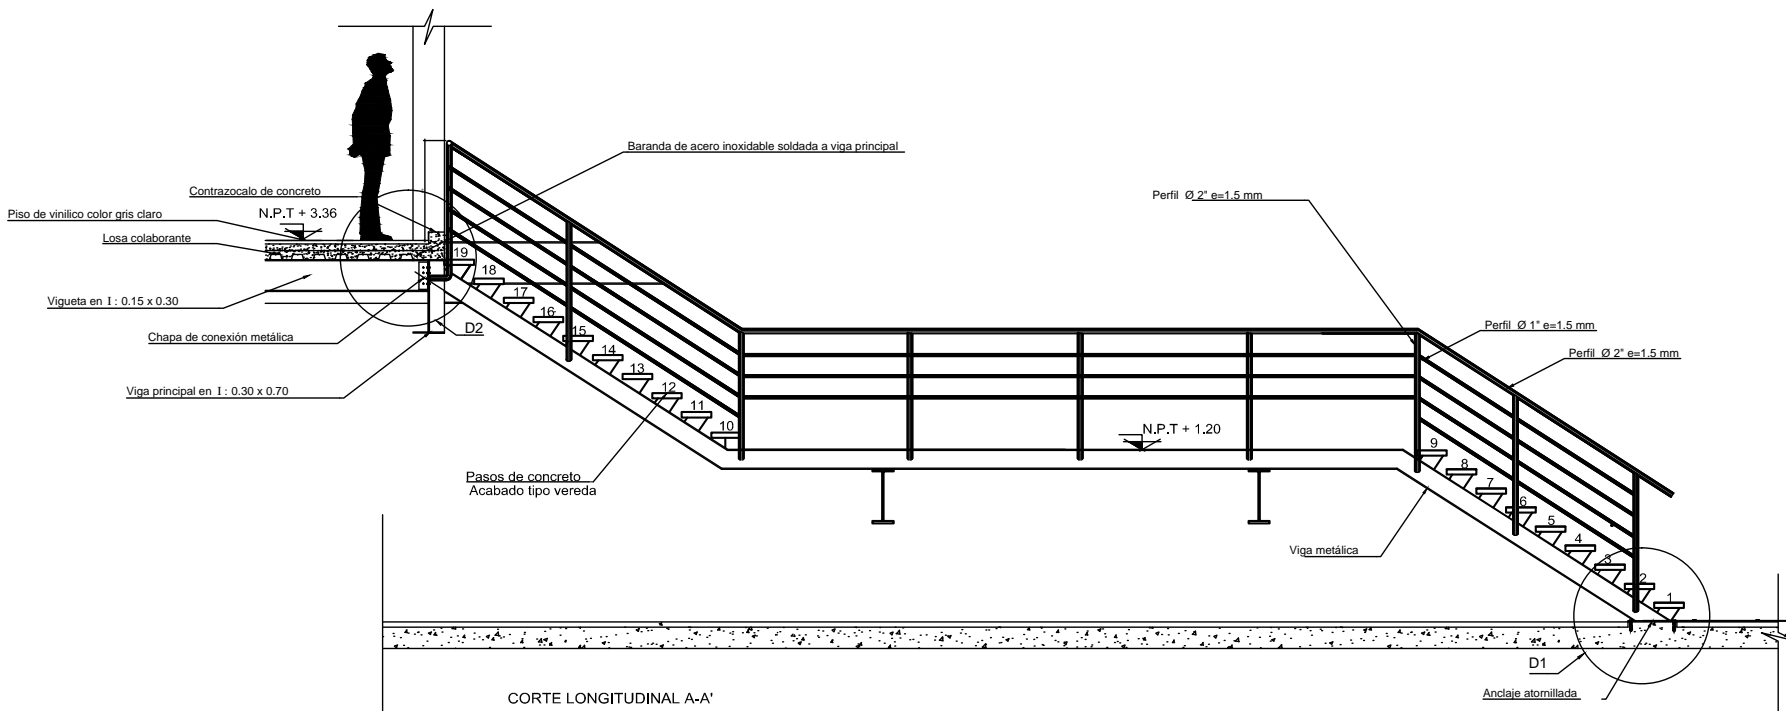 Baranda de acero inoxidable soldada a viga principal
Contrazocalo de concreto
Perfil Ø 2" e=1.5 mm
Piso de vinilico color gris claro
N.P.T + 3.36
Losa colaborante
Vigueta en I : 0.15 x 0.30
D2
Chapa de conexión metálica
Viga principal en I : 0.30 x 0.70
19
18
17
16
15
14
13
12
11
10
Perfil Ø 1" e=1.5 mm
Perfil Ø 2" e=1.5 mm
N.P.T + 1.20
Pasos de concreto
Acabado tipo vereda
9
8
7
6
5
4
3
2
1
Viga metálica
D1
Anclaje atornillada
CORTE LONGITUDINAL A-A'